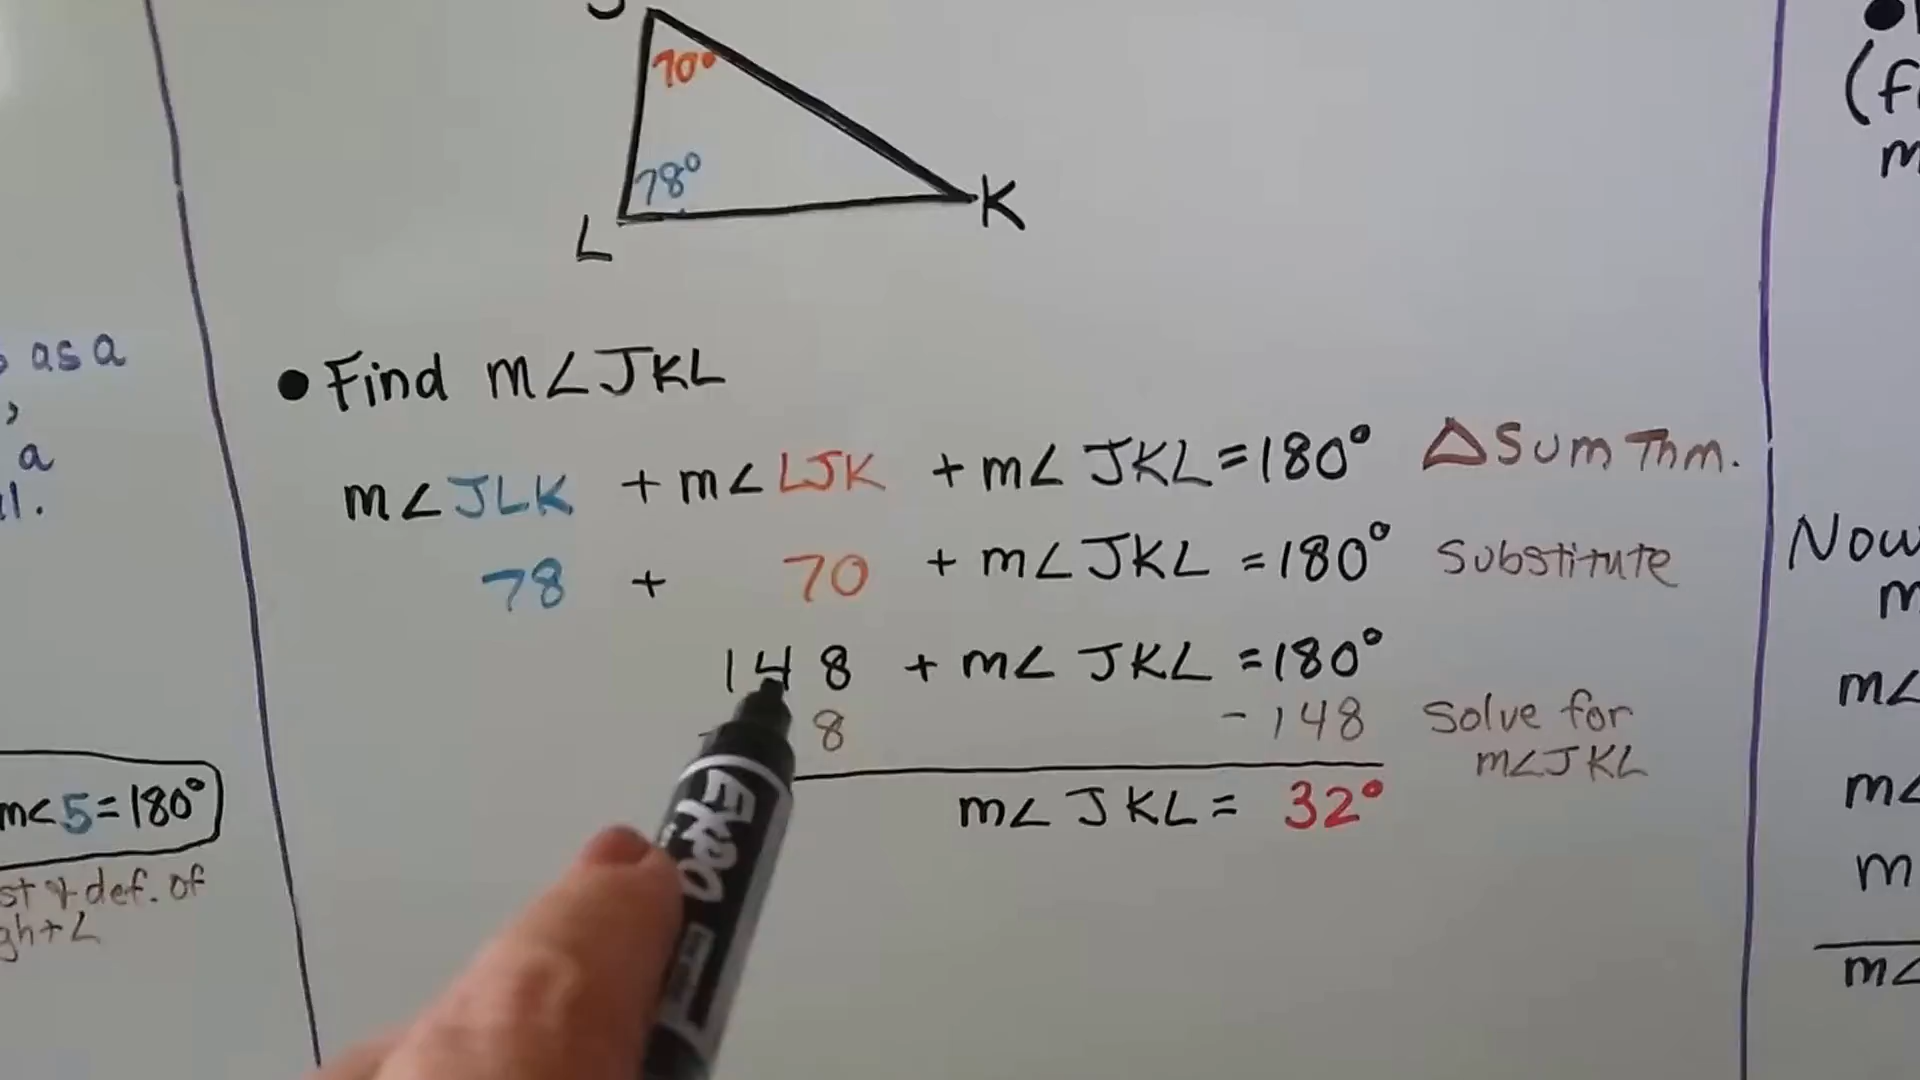 70°
78°
L
K
• Find m∠JKL
m∠JLK + m∠LJK + m∠JKL = 180° △ Sum Thm.
78 + 70 + m∠JKL = 180° Substitute
148 + m∠JKL = 180°
8 - 148 Solve for
m∠JKL
m∠JKL = 32°
as a
,
a
m<5 = 180°
def. of
EXPO
(
m
Now
m
m∠
m∠
m
m∠